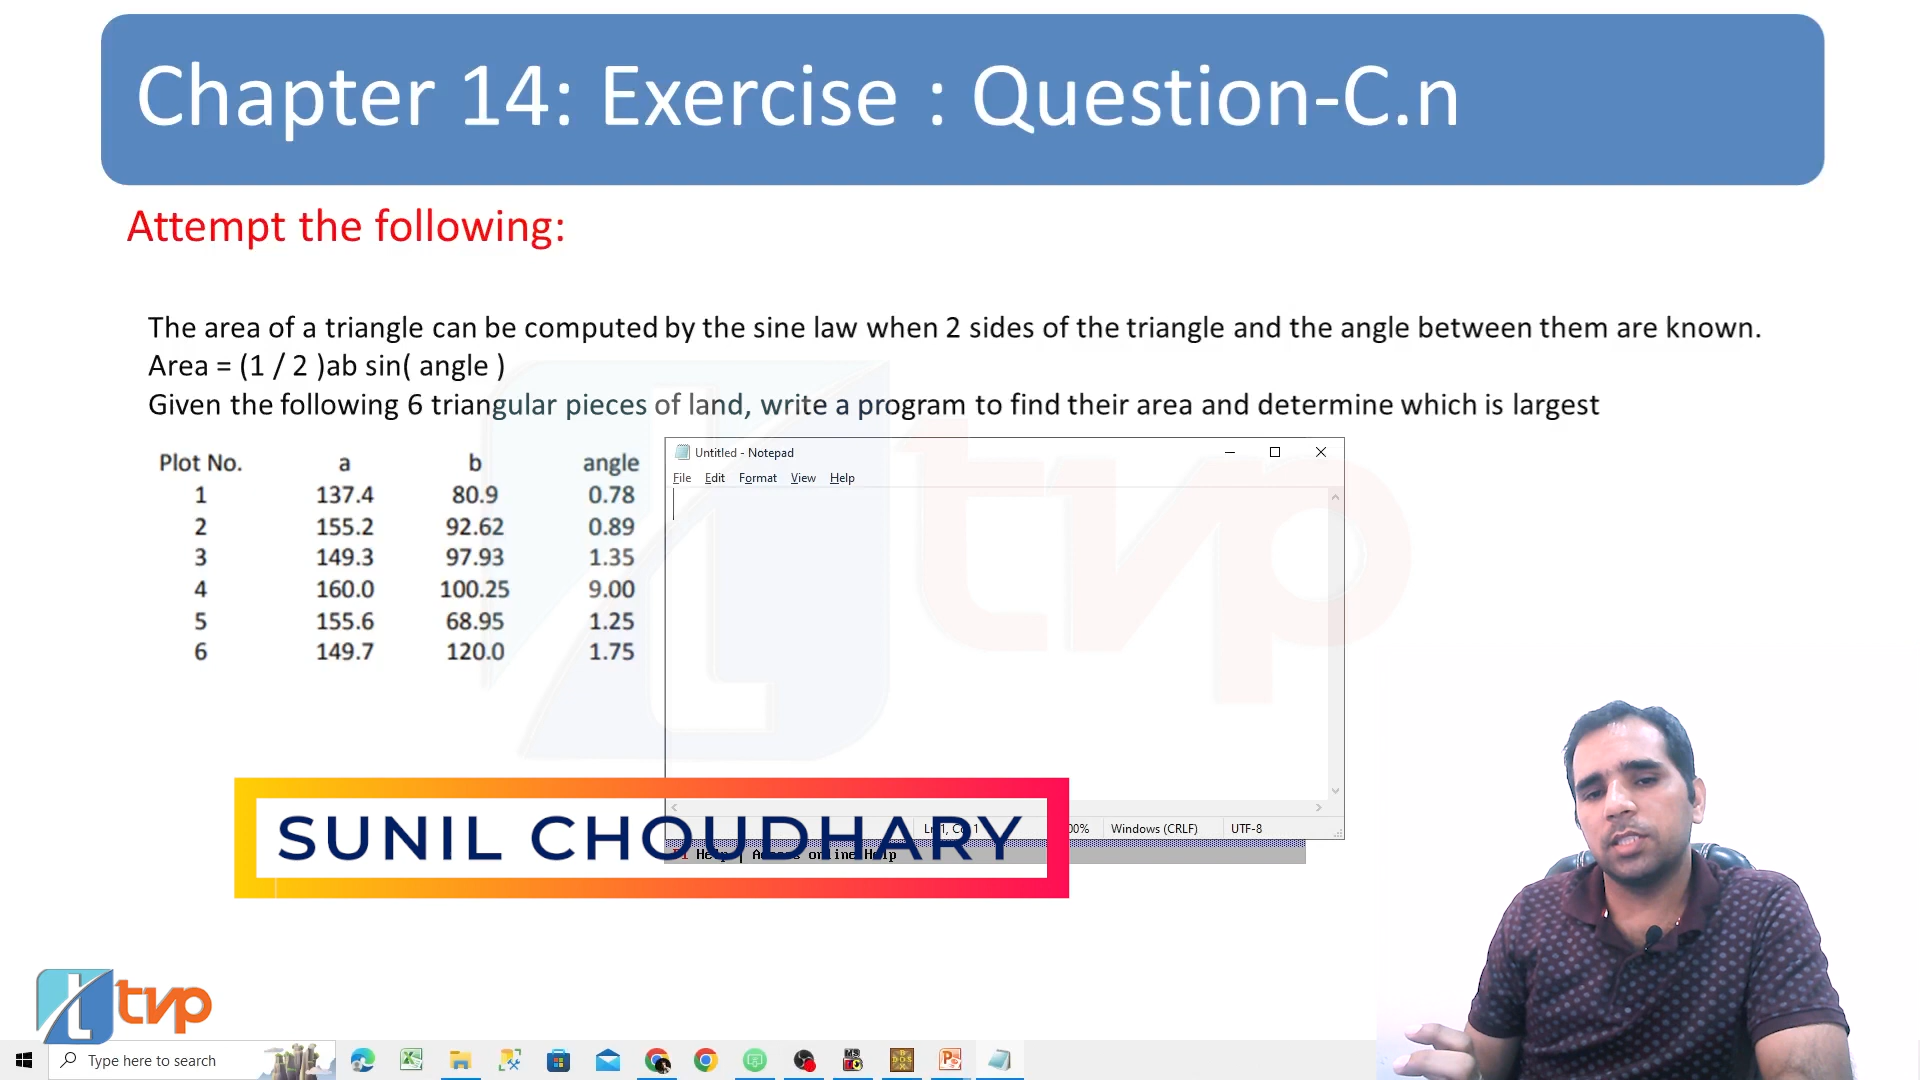 Chapter 14: Exercise : Question-C.n
Attempt the following:
The area of a triangle can be computed by the sine law when 2 sides of the triangle and the angle between them are known.
Area = (1 / 2 )ab sin( angle )
Given the following 6 triangular pieces of land, write a program to find their area and determine which is largest
Plot No. a b angle
1 137.4 80.9 0.78
2 155.2 92.62 0.89
3 149.3 97.93 1.35
4 160.0 100.25 9.00
5 155.6 68.95 1.25
6 149.7 120.0 1.75
Untitled - Notepad
File Edit Format View Help
tvp
SUNIL CHOUDHARY
00% Windows (CRLF) UTF-8
Help
tvp
Type here to search